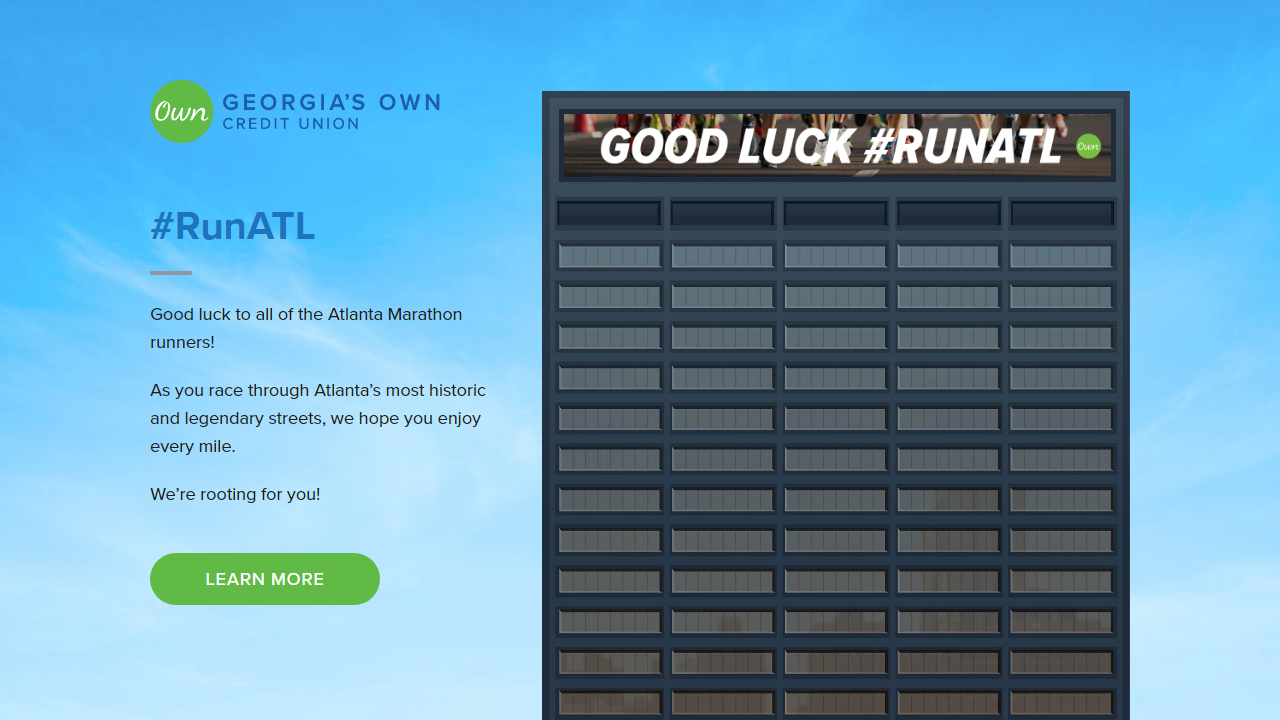 Own
GEORGIA'S OWN
CREDIT UNION
#RunATL
Good luck to all of the Atlanta Marathon
runners!
As you race through Atlanta's most historic
and legendary streets, we hope you enjoy
every mile.
We're rooting for you!
LEARN MORE
GOOD LUCK #RUNATL
Own